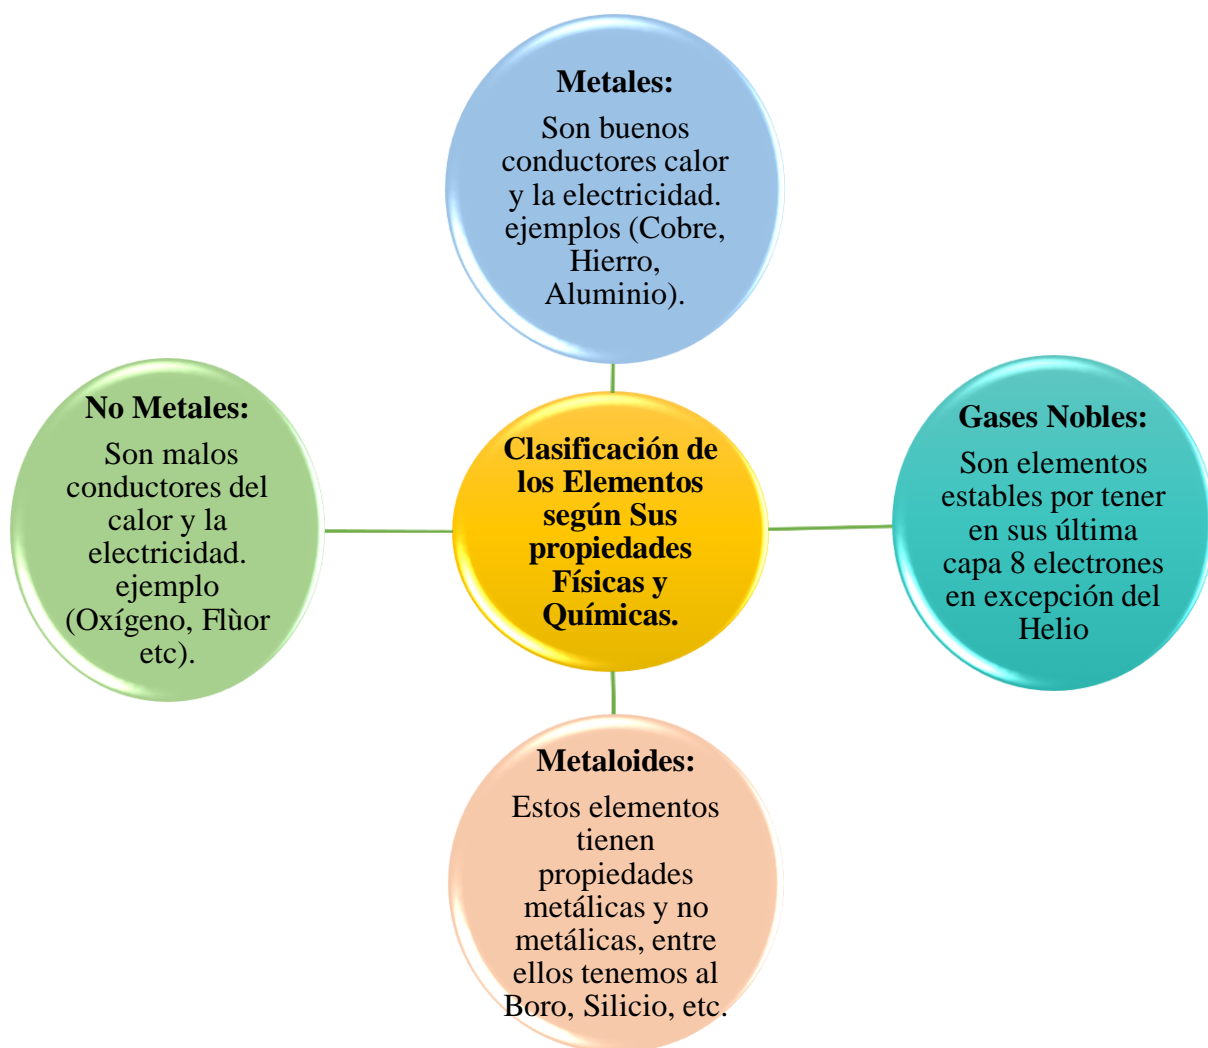 Metales:
Son buenos
conductores calor
y la electricidad.
ejemplos (Cobre,
Hierro,
Aluminio).
No Metales:
Son malos
conductores del
calor y la
electricidad.
ejemplo
(Oxígeno, Flùor
etc).
Clasificación de
los Elementos
según Sus
propiedades
Físicas y
Químicas.
Gases Nobles:
Son elementos
estables por tener
en sus última
capa 8 electrones
en excepción del
Helio
Metaloides:
Estos elementos
tienen
propiedades
metálicas y no
metálicas, entre
ellos tenemos al
Boro, Silicio, etc.